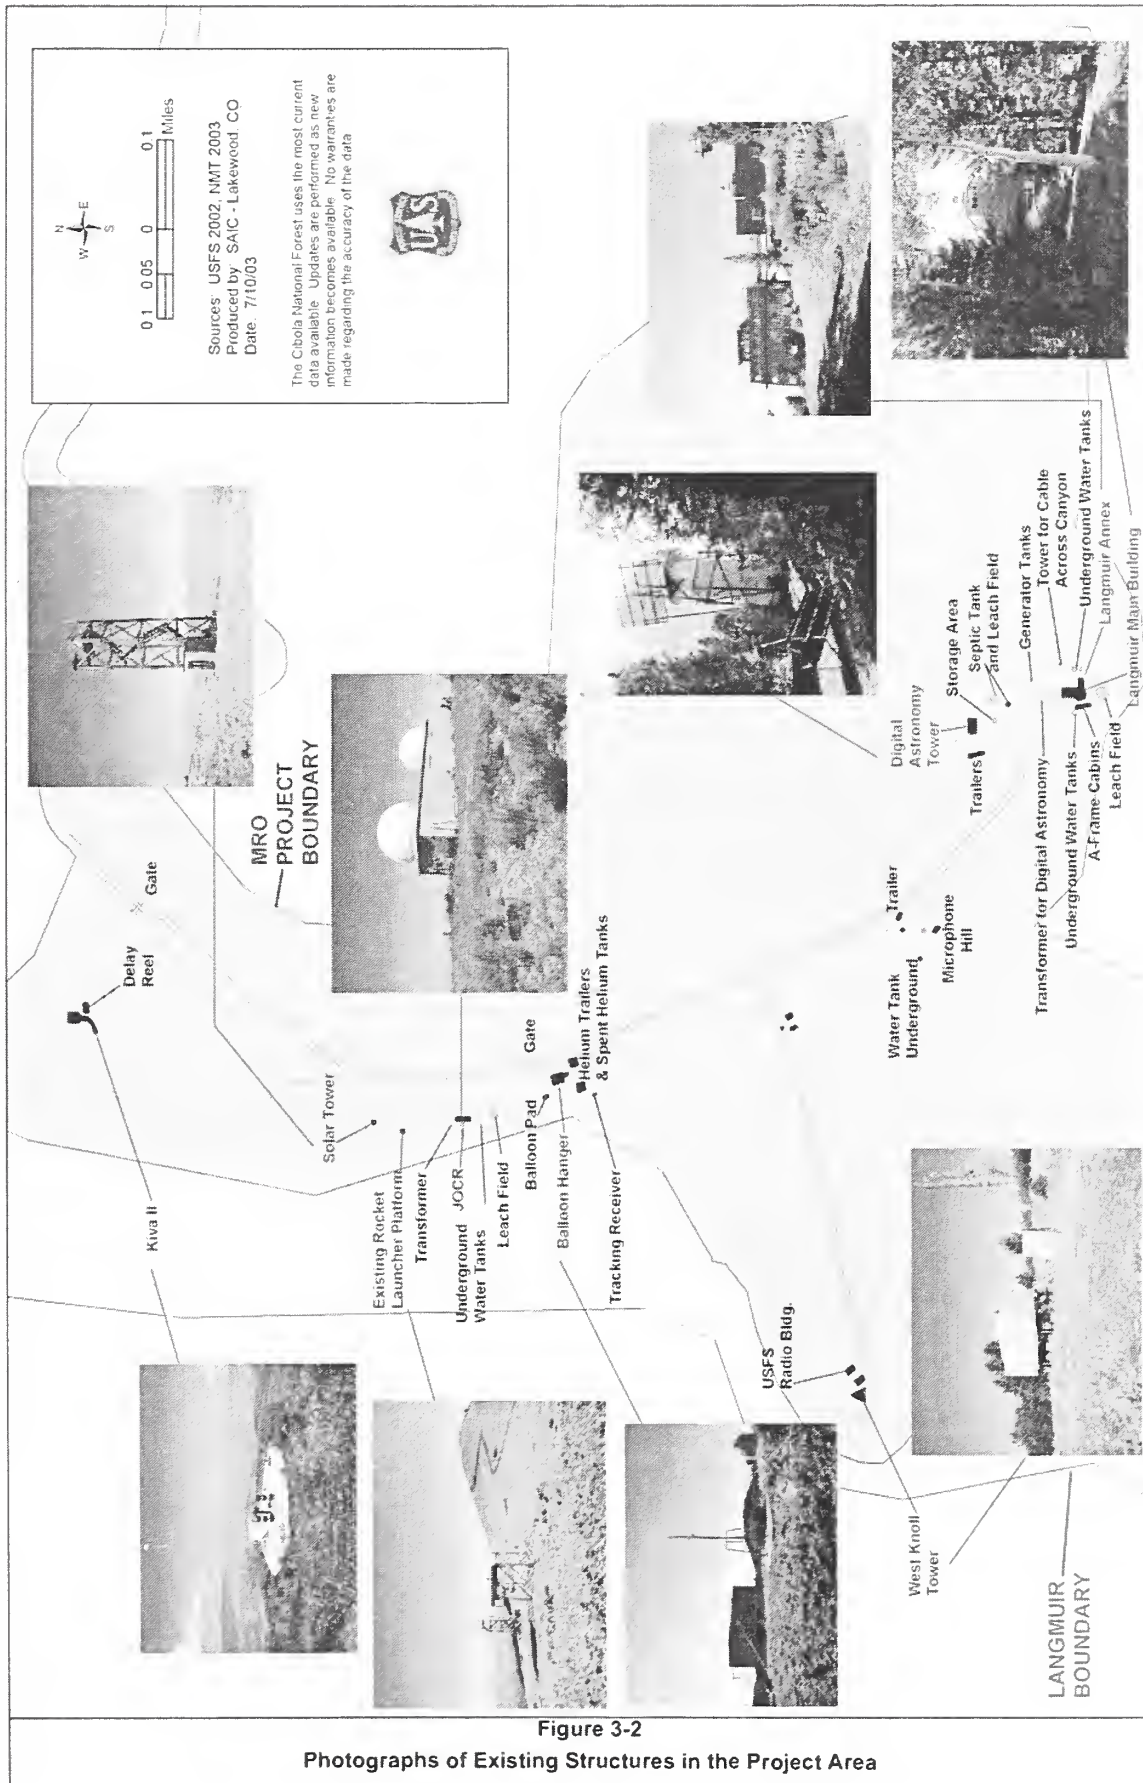 N
W E
S
0.1 0.05 0 0.1
Miles
Sources: USFS 2002, NMT 2003
Produced by: SAIC - Lakewood, CO
Date: 7/10/03
The Cibola National Forest uses the most current
data available. Updates are performed as new
information becomes available. No warranties are
made regarding the accuracy of the data
UAS
Kiva II
Delay
Reel
Gate
MRO
PROJECT
BOUNDARY
Solar Tower
Existing Rocket
Launcher Platform
Transformer
Underground
Water Tanks
JOCR
Leach Field
Balloon Pad
Gate
Balloon Hanger
Helium Trailers
& Spent Helium Tanks
Tracking Receiver
USFS
Radio Bldg.
West Knoll
Tower
LANGMUIR
BOUNDARY
Water Tank
Underground
Trailer
Microphone
Hill
Digital
Astronomy
Tower
Trailers
Storage Area
Septic Tank
and Leach Field
Generator Tanks
Tower for Cable
Across Canyon
Underground Water Tanks
Langmuir Annex
Langmuir Main Building
Transformer for Digital Astronomy
Underground Water Tanks
A-Frame Cabins
Leach Field
Figure 3-2
Photographs of Existing Structures in the Project Area